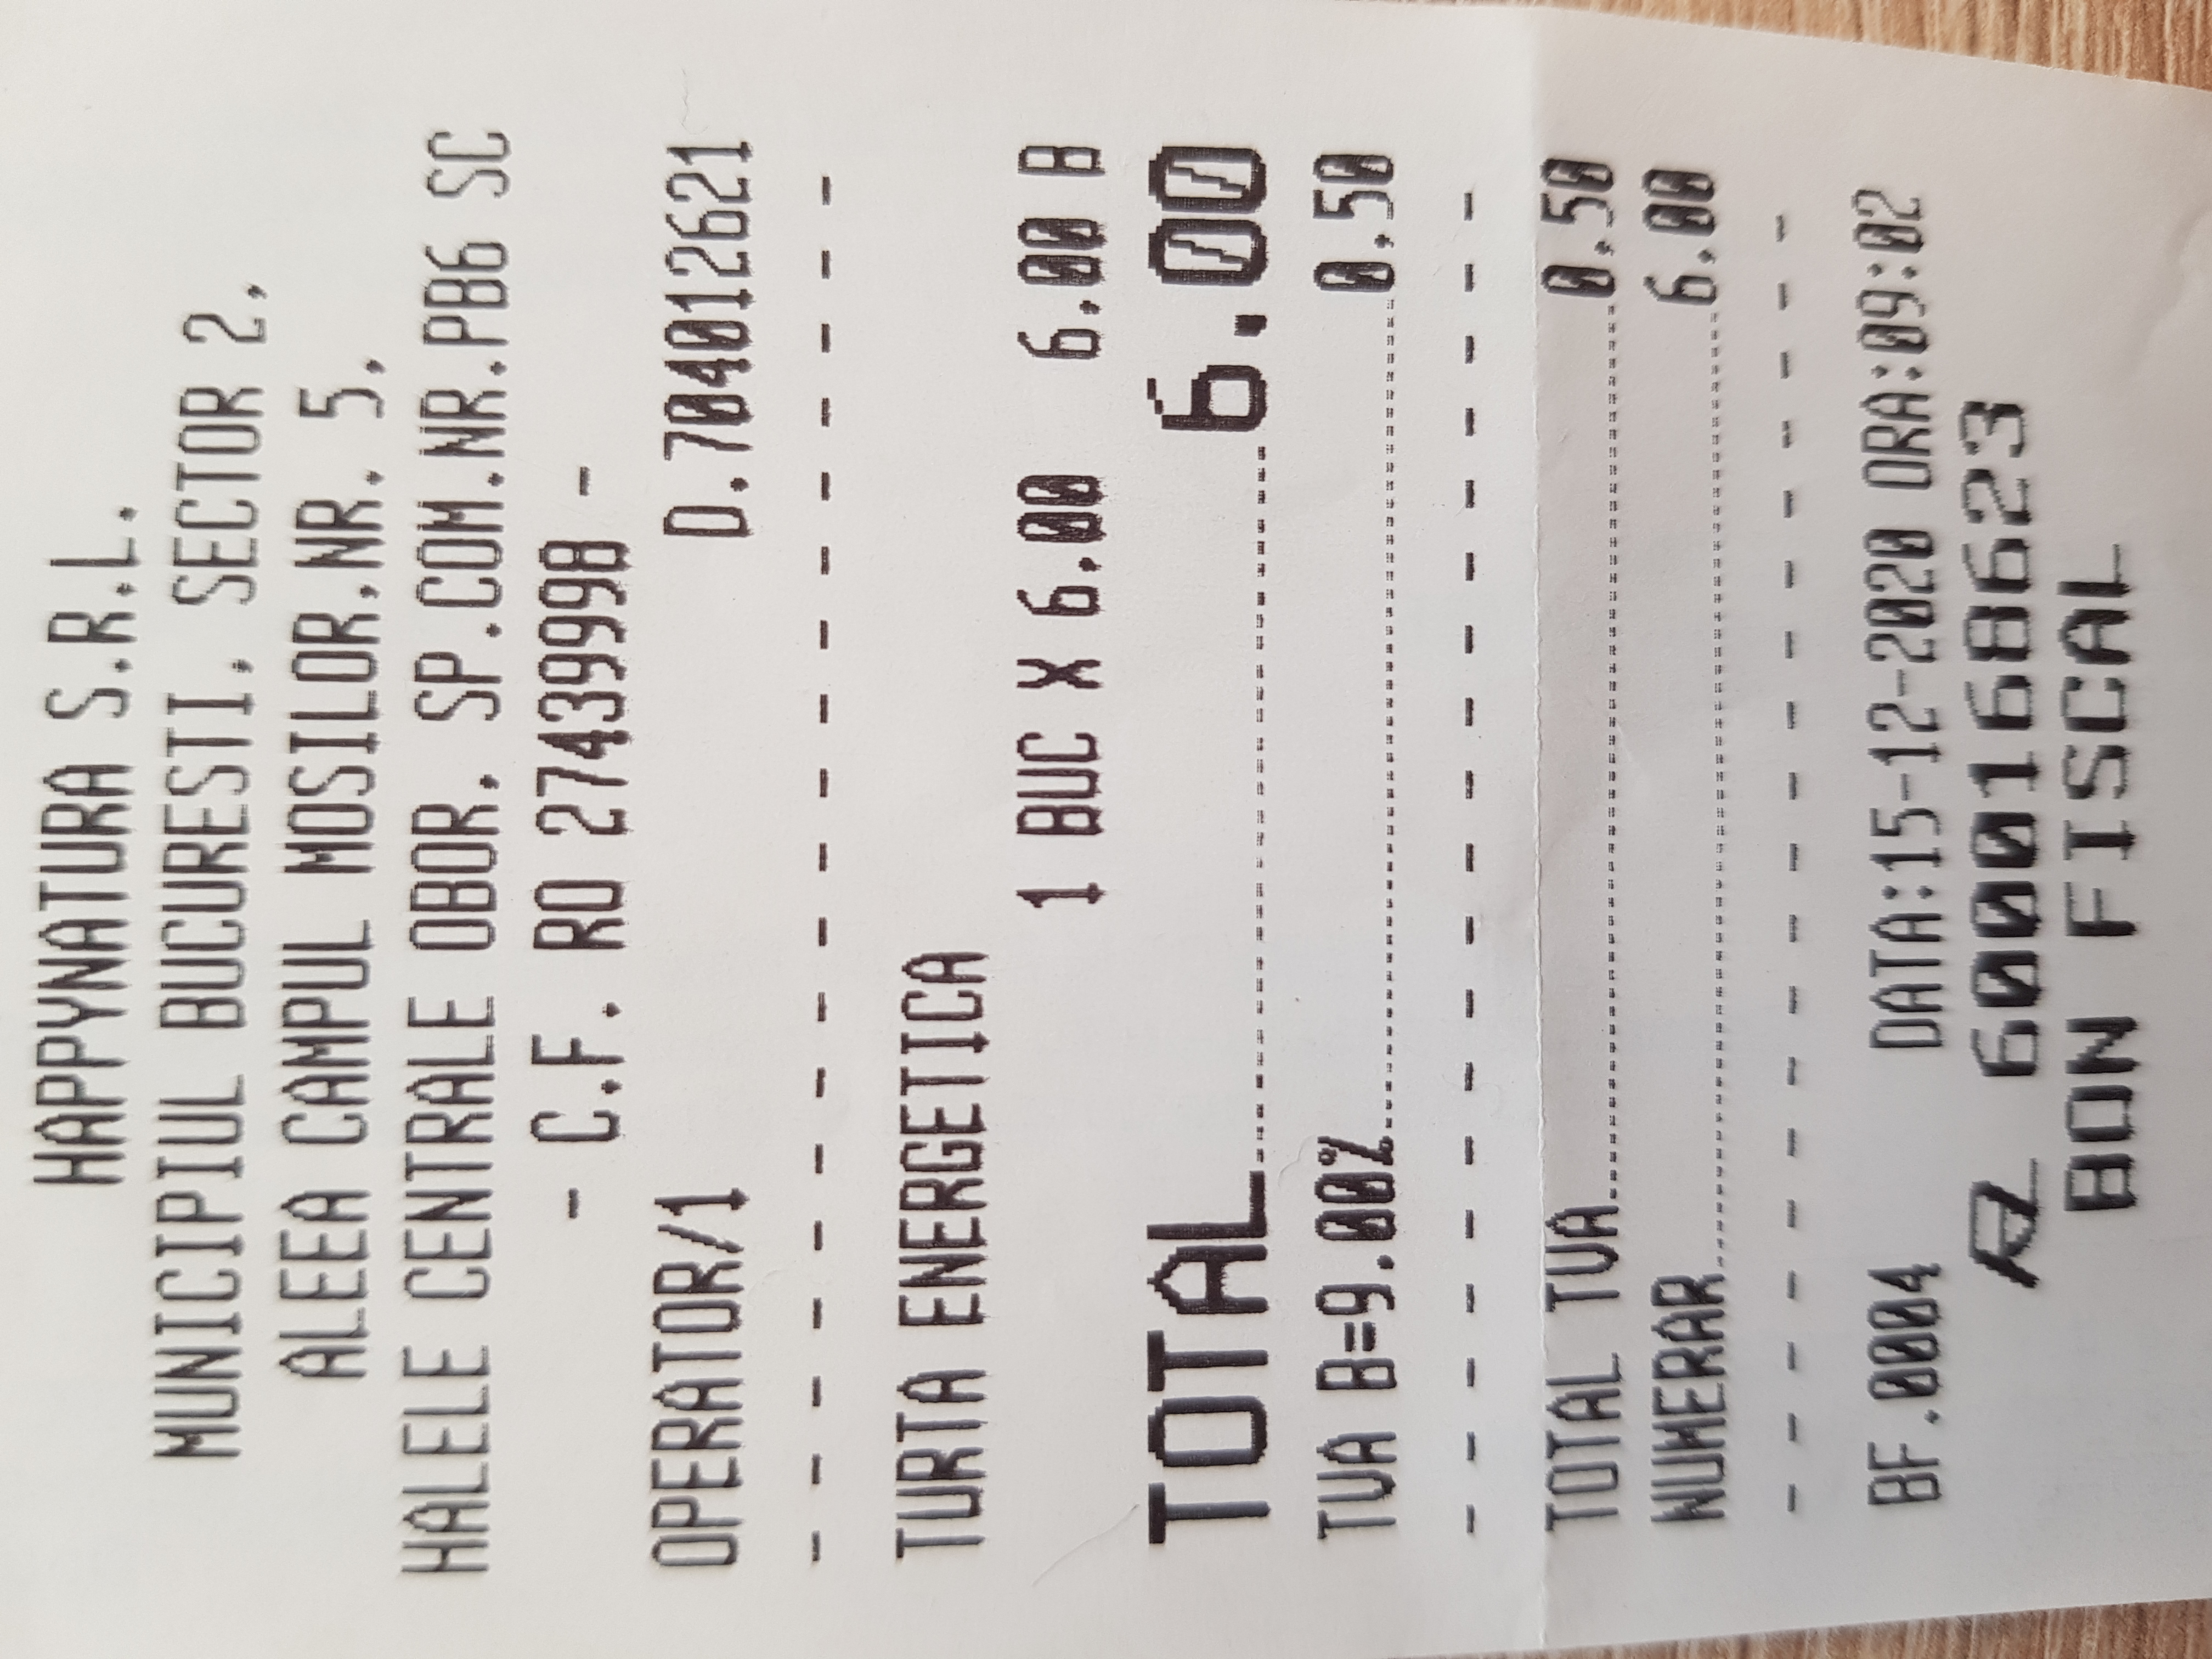 HAPPYNATURA S.R.L.
MUNICIPIUL BUCURESTI, SECTOR 2,
ALEEA CAMPUL MOSILOR,NR. 5,
HALELE CENTRALE OBOR, SP.COM.NR.PB6 SC
- C.F. RO 27439998 -
OPERATOR/1 D.704012621
TURTA ENERGETICA
1 BUC X 6.00 6.00 B
TOTAL 6.00
TVA B=9.00% 0.50
TOTAL TVA 0.50
NUMERAR 6.00
BF.0004 DATA:15-12-2020 ORA:09:02
6000168623
BON FISCAL